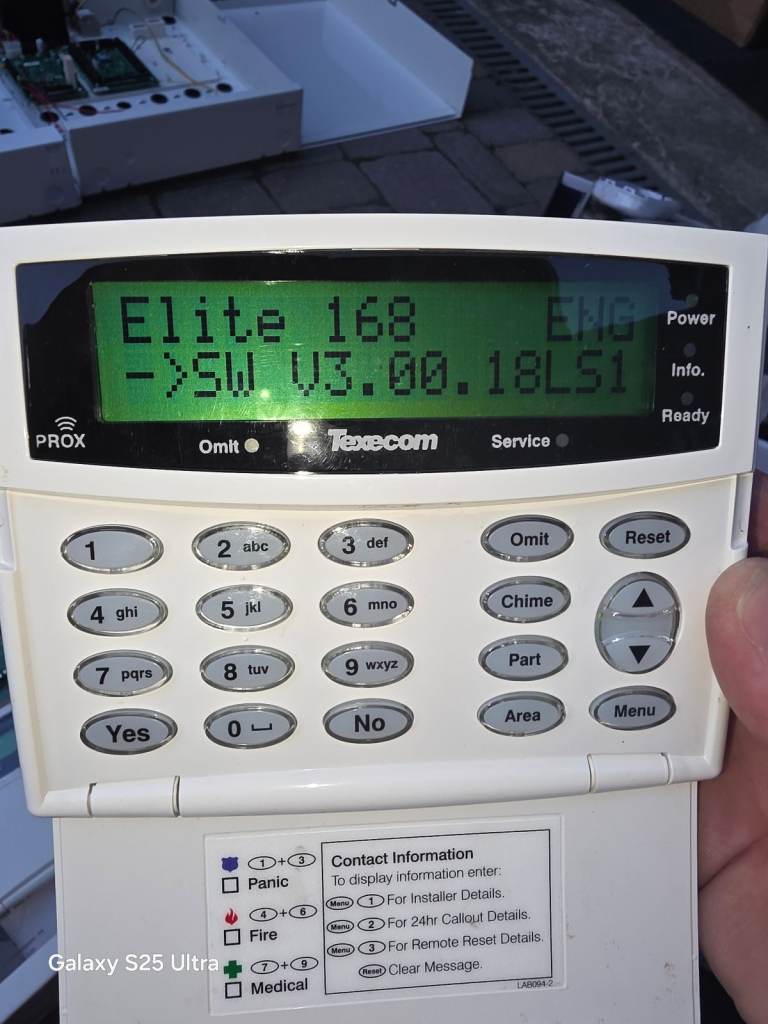 Elite 168 ENG
->SW V3.00.18LS1
Power
Info.
Ready
PROX
Omit
Texecom
Service
1
2 abc
3 def
Omit
Reset
4 ghi
5 jkl
6 mno
Chime
7 pqrs
8 tuv
9 wxyz
Part
Yes
0
No
Area
Menu
1 + 3
Panic
4 + 6
Fire
7 + 9
Medical
Contact Information
To display information enter:
Menu 1 For Installer Details.
Menu 2 For 24hr Callout Details.
Menu 3 For Remote Reset Details.
Reset Clear Message.
LAB094-2
Galaxy S25 Ultra